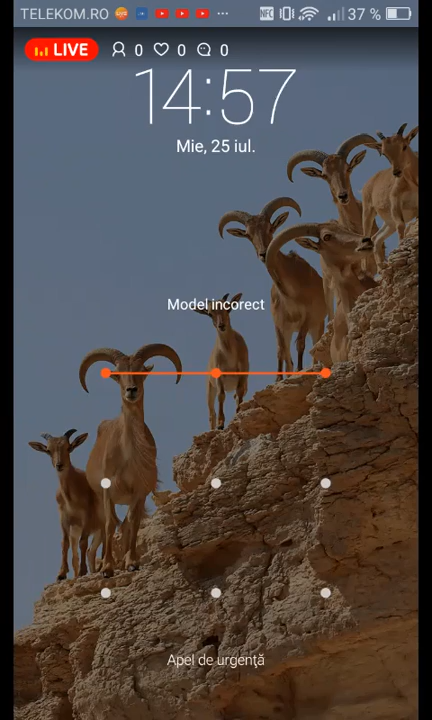 TELEKOM.RO
NFC
37 %
LIVE 0 0 0
14:57
Mie, 25 iul.
Model incorect
Apel de urgență